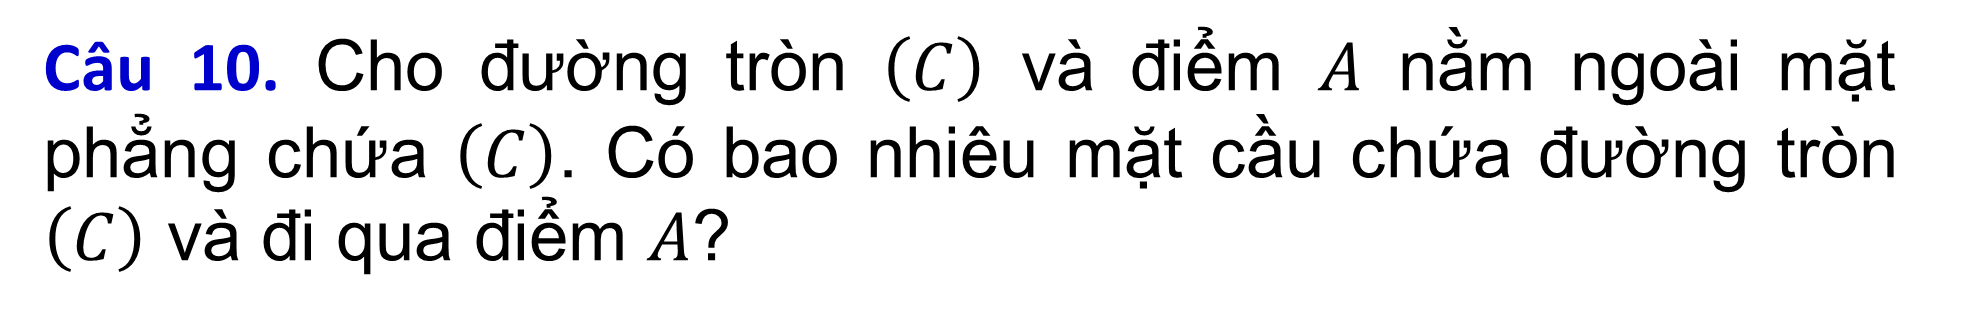 Câu 10. Cho đường tròn (C) và điểm A nằm ngoài mặt
phẳng chứa (C). Có bao nhiêu mặt cầu chứa đường tròn
(C) và đi qua điểm A?